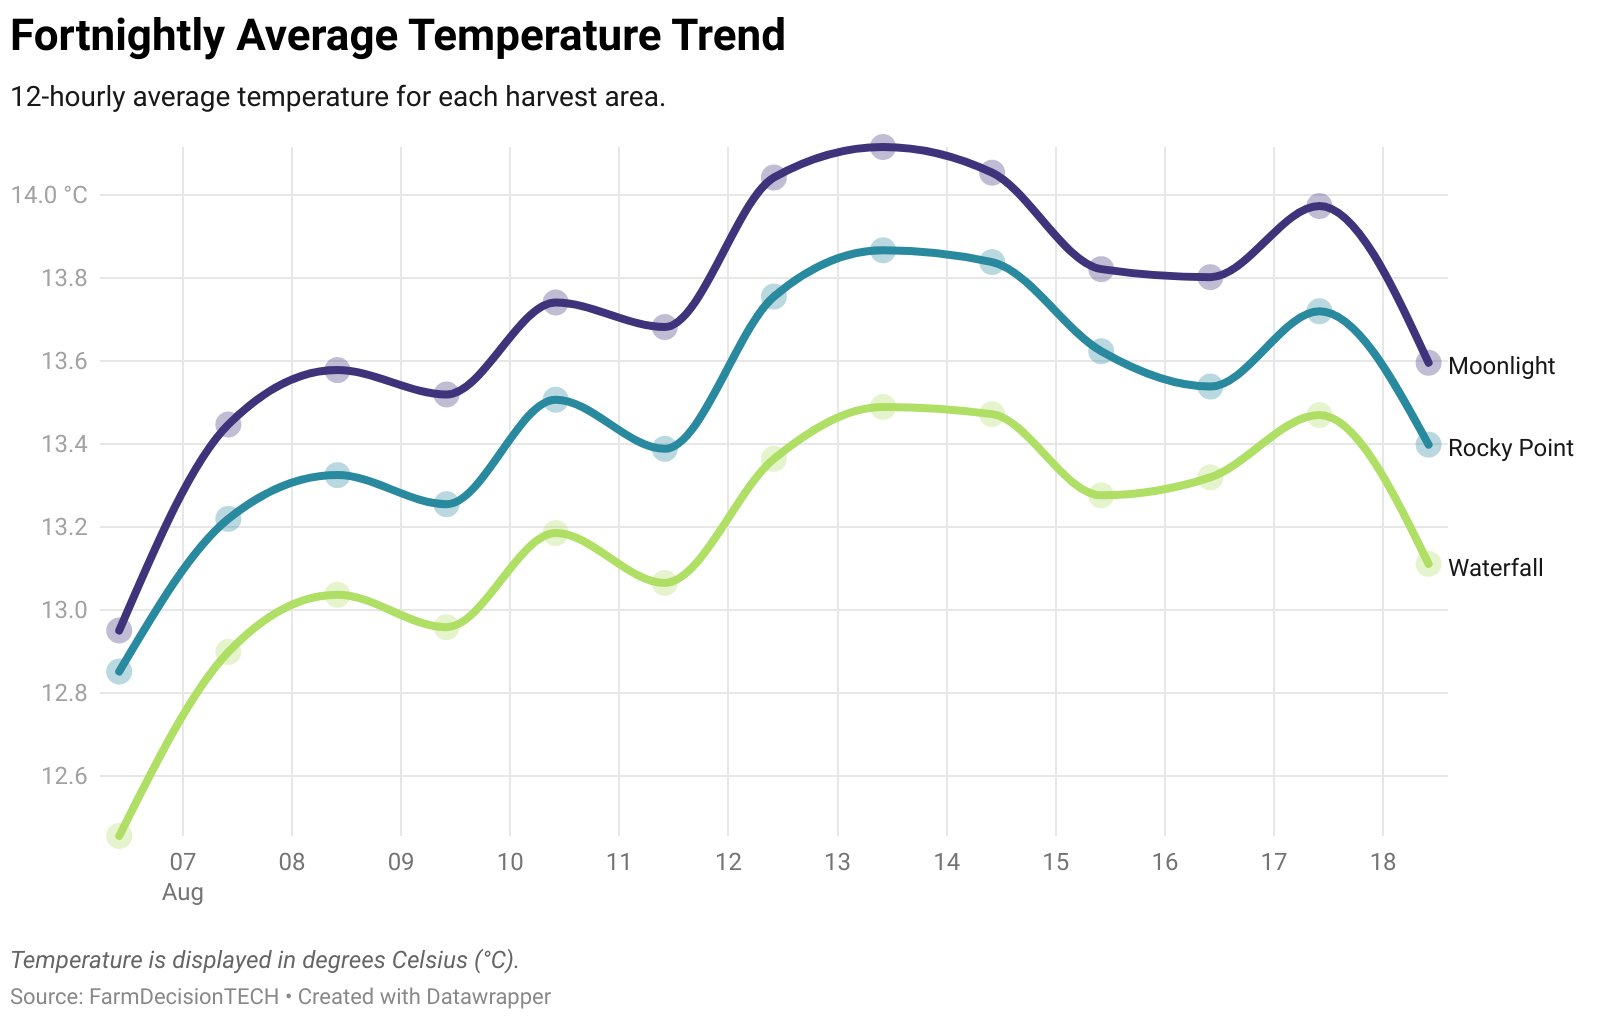 Fortnightly Average Temperature Trend
12-hourly average temperature for each harvest area.
14.0 °C
13.8
13.6
13.4
13.2
13.0
12.8
12.6
Moonlight
Rocky Point
Waterfall
07 08 09 10 11 12 13 14 15 16 17 18
Aug
Temperature is displayed in degrees Celsius (°C).
Source: FarmDecisionTECH • Created with Datawrapper